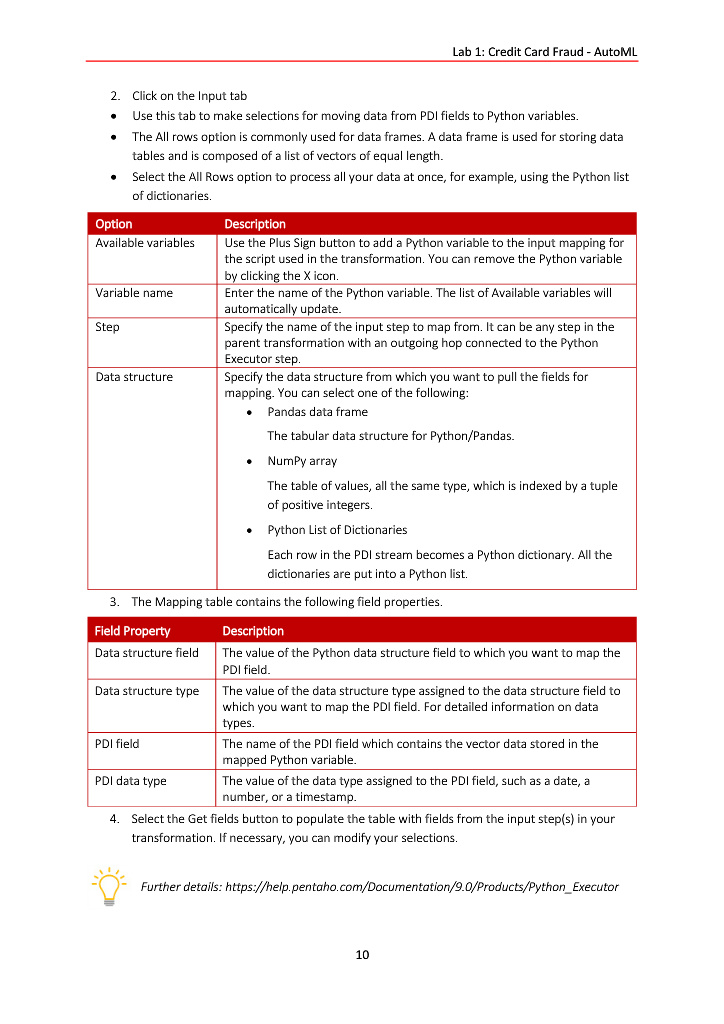 Lab 1: Credit Card Fraud - AutoML
2. Click on the Input tab
• Use this tab to make selections for moving data from PDI fields to Python variables.
• The All rows option is commonly used for data frames. A data frame is used for storing data
tables and is composed of a list of vectors of equal length.
• Select the All Rows option to process all your data at once, for example, using the Python list
of dictionaries.
Option Description
Available variables Use the Plus Sign button to add a Python variable to the input mapping for
the script used in the transformation. You can remove the Python variable
by clicking the X icon.
Variable name Enter the name of the Python variable. The list of Available variables will
automatically update.
Step Specify the name of the input step to map from. It can be any step in the
parent transformation with an outgoing hop connected to the Python
Executor step.
Data structure Specify the data structure from which you want to pull the fields for
mapping. You can select one of the following:
• Pandas data frame
The tabular data structure for Python/Pandas.
• NumPy array
The table of values, all the same type, which is indexed by a tuple
of positive integers.
• Python List of Dictionaries
Each row in the PDI stream becomes a Python dictionary. All the
dictionaries are put into a Python list.
3. The Mapping table contains the following field properties.
Field Property Description
Data structure field The value of the Python data structure field to which you want to map the
PDI field.
Data structure type The value of the data structure type assigned to the data structure field to
which you want to map the PDI field. For detailed information on data
types.
PDI field The name of the PDI field which contains the vector data stored in the
mapped Python variable.
PDI data type The value of the data type assigned to the PDI field, such as a date, a
number, or a timestamp.
4. Select the Get fields button to populate the table with fields from the input step(s) in your
transformation. If necessary, you can modify your selections.
Further details: https://help.pentaho.com/Documentation/9.0/Products/Python_Executor
10